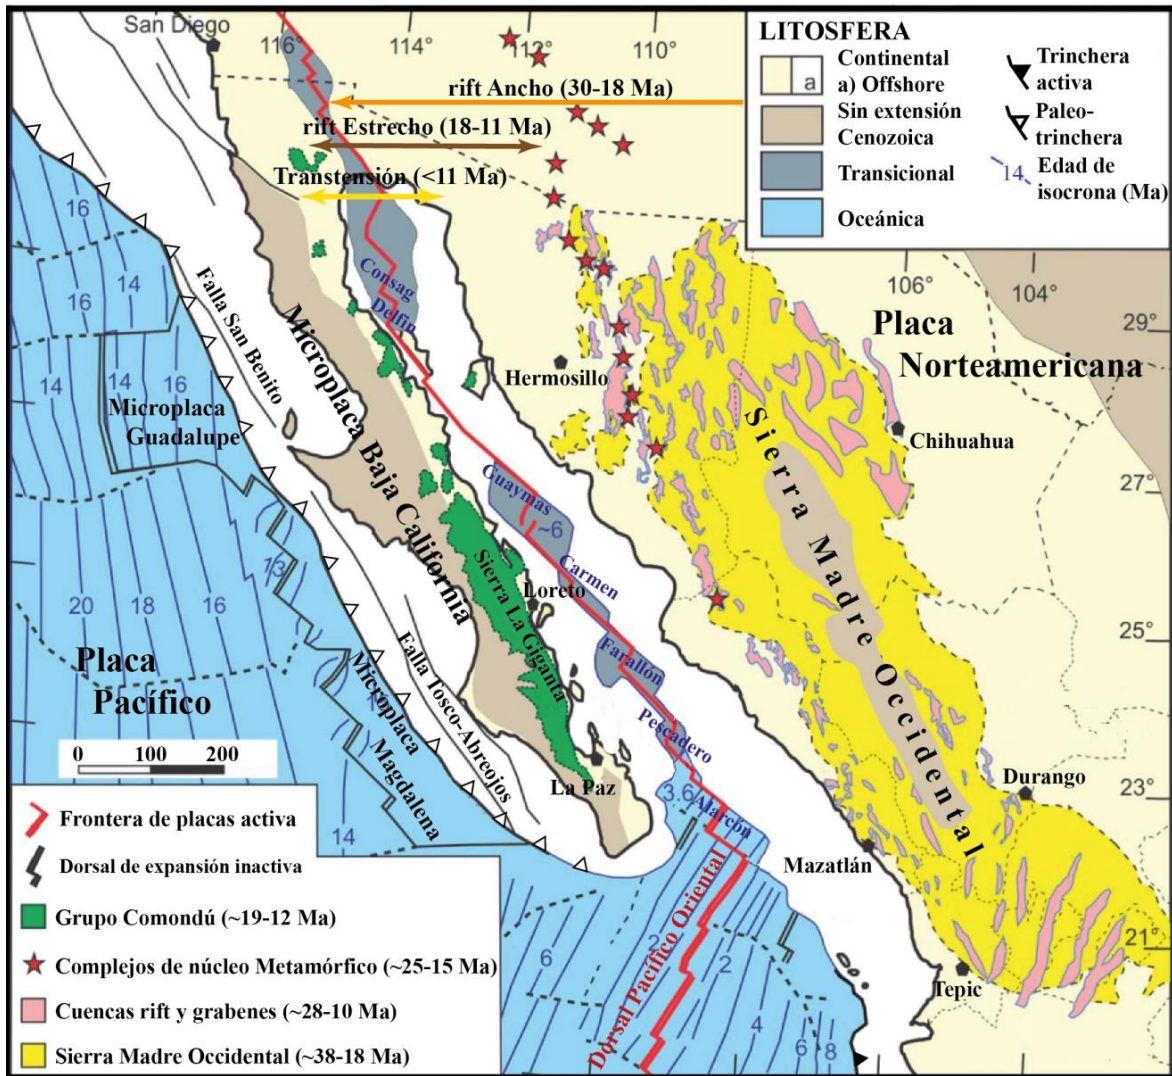 San Diego
116°
114°
112°
110°
rift Ancho (30-18 Ma)
rift Estrecho (18-11 Ma)
Transtensión (<11 Ma)
LITOSFERA
a
Continental
a) Offshore
Sin extensión
Cenozoica
Transicional
Oceánica
Trinchera
activa
Paleo-
trinchera
14
Edad de
isocrona (Ma)
106°
104°
29°
27°
25°
23°
21°
16
14
16
14
16
14
14
16
Falla San Benito
Consag
Delfín
Microplaca Baja California
Microplaca
Guadalupe
Hermosillo
Placa
Norteamericana
Chihuahua
Sierra Madre Occidental
Guaymas
~6
Carmen
Sierra La Giganta
Loreto
Farallón
Pescadero
13
20
18
16
Placa
Pacífico
Microplaca
Magdalena
Falla Tosco-Abreojos
14
0
100
200
La Paz
3.6
Alarcón
Durango
Mazatlán
Tepic
Dorsal Pacífico Oriental
6
2
2
4
6
8
Frontera de placas activa
Dorsal de expansión inactiva
Grupo Comondú (~19-12 Ma)
Complejos de núcleo Metamórfico (~25-15 Ma)
Cuencas rift y grabenes (~28-10 Ma)
Sierra Madre Occidental (~38-18 Ma)